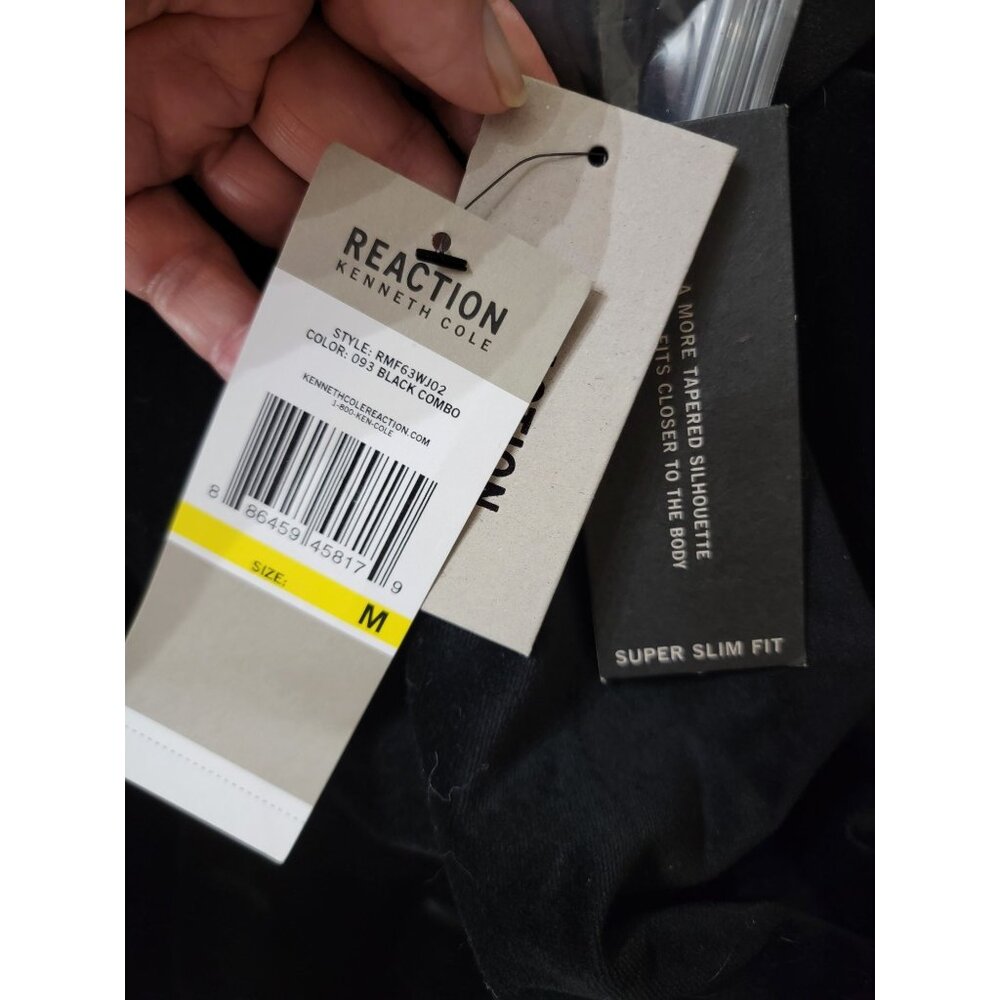 REACTION
KENNETH COLE
STYLE: RMF63WJ02
COLOR: 093 BLACK COMBO
KENNETHCOLEREACTION.COM
1-800-KEN-COLE
8 86459 45817 9
SIZE: M
A MORE TAPERED SILHOUETTE
FITS CLOSER TO THE BODY
SUPER SLIM FIT